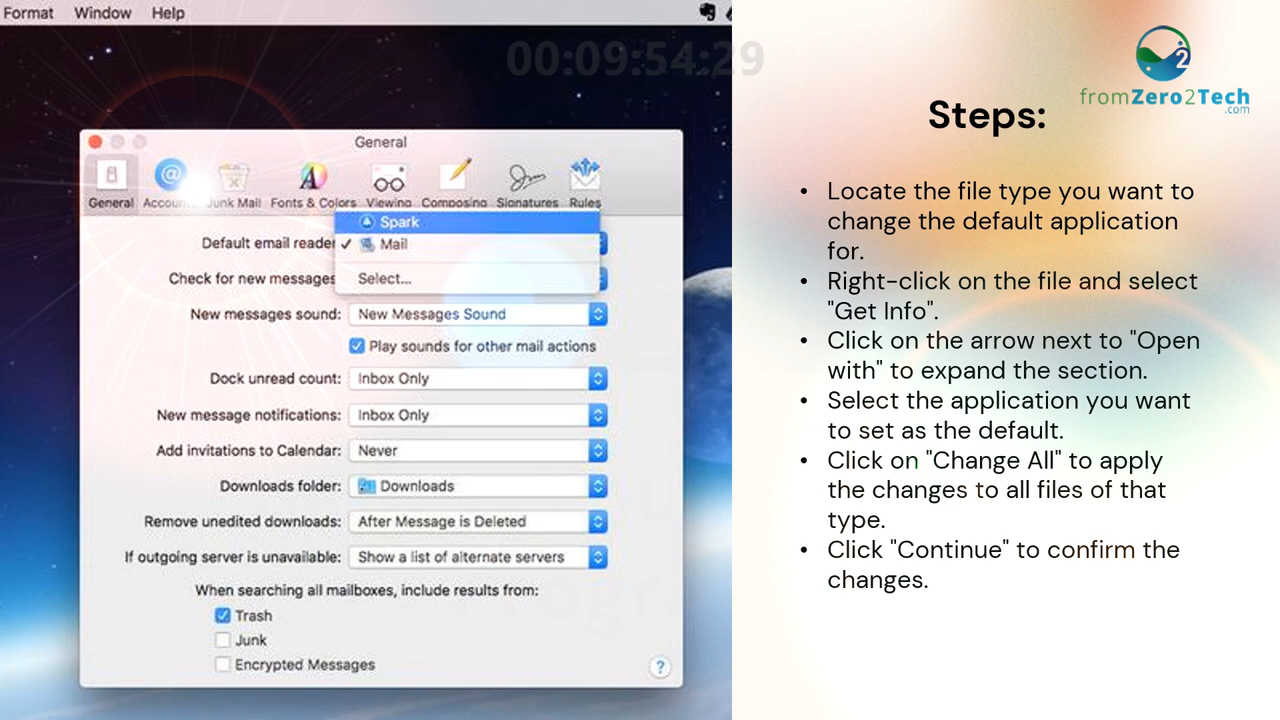 Format Window Help
00:09:54:29
General
General Accoun Junk Mail Fonts & Colors Viewing Composing Signatures Rules
Spark
Default email reader
Mail
Check for new messages
Select...
New messages sound: New Messages Sound
Play sounds for other mail actions
Dock unread count: Inbox Only
New message notifications: Inbox Only
Add invitations to Calendar: Never
Downloads folder: Downloads
Remove unedited downloads: After Message is Deleted
If outgoing server is unavailable: Show a list of alternate servers
When searching all mailboxes, include results from:
Trash
Junk
Encrypted Messages
?
2
fromZero2Tech
.com
Steps:
• Locate the file type you want to
change the default application
for.
• Right-click on the file and select
"Get Info".
• Click on the arrow next to "Open
with" to expand the section.
• Select the application you want
to set as the default.
• Click on "Change All" to apply
the changes to all files of that
type.
• Click "Continue" to confirm the
changes.